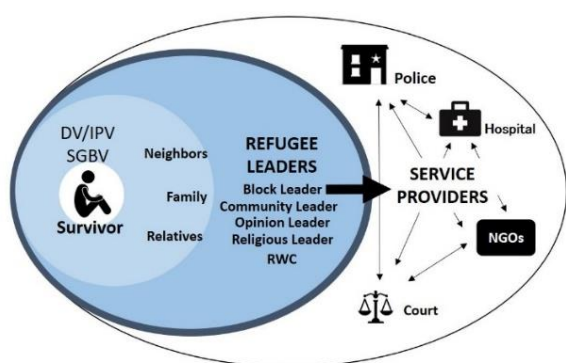 DV/IPV
SGBV
Survivor
Neighbors
Family
Relatives
REFUGEE
LEADERS
Block Leader
Community Leader
Opinion Leader
Religious Leader
RWC
Police
Hospital
SERVICE
PROVIDERS
NGOs
Court